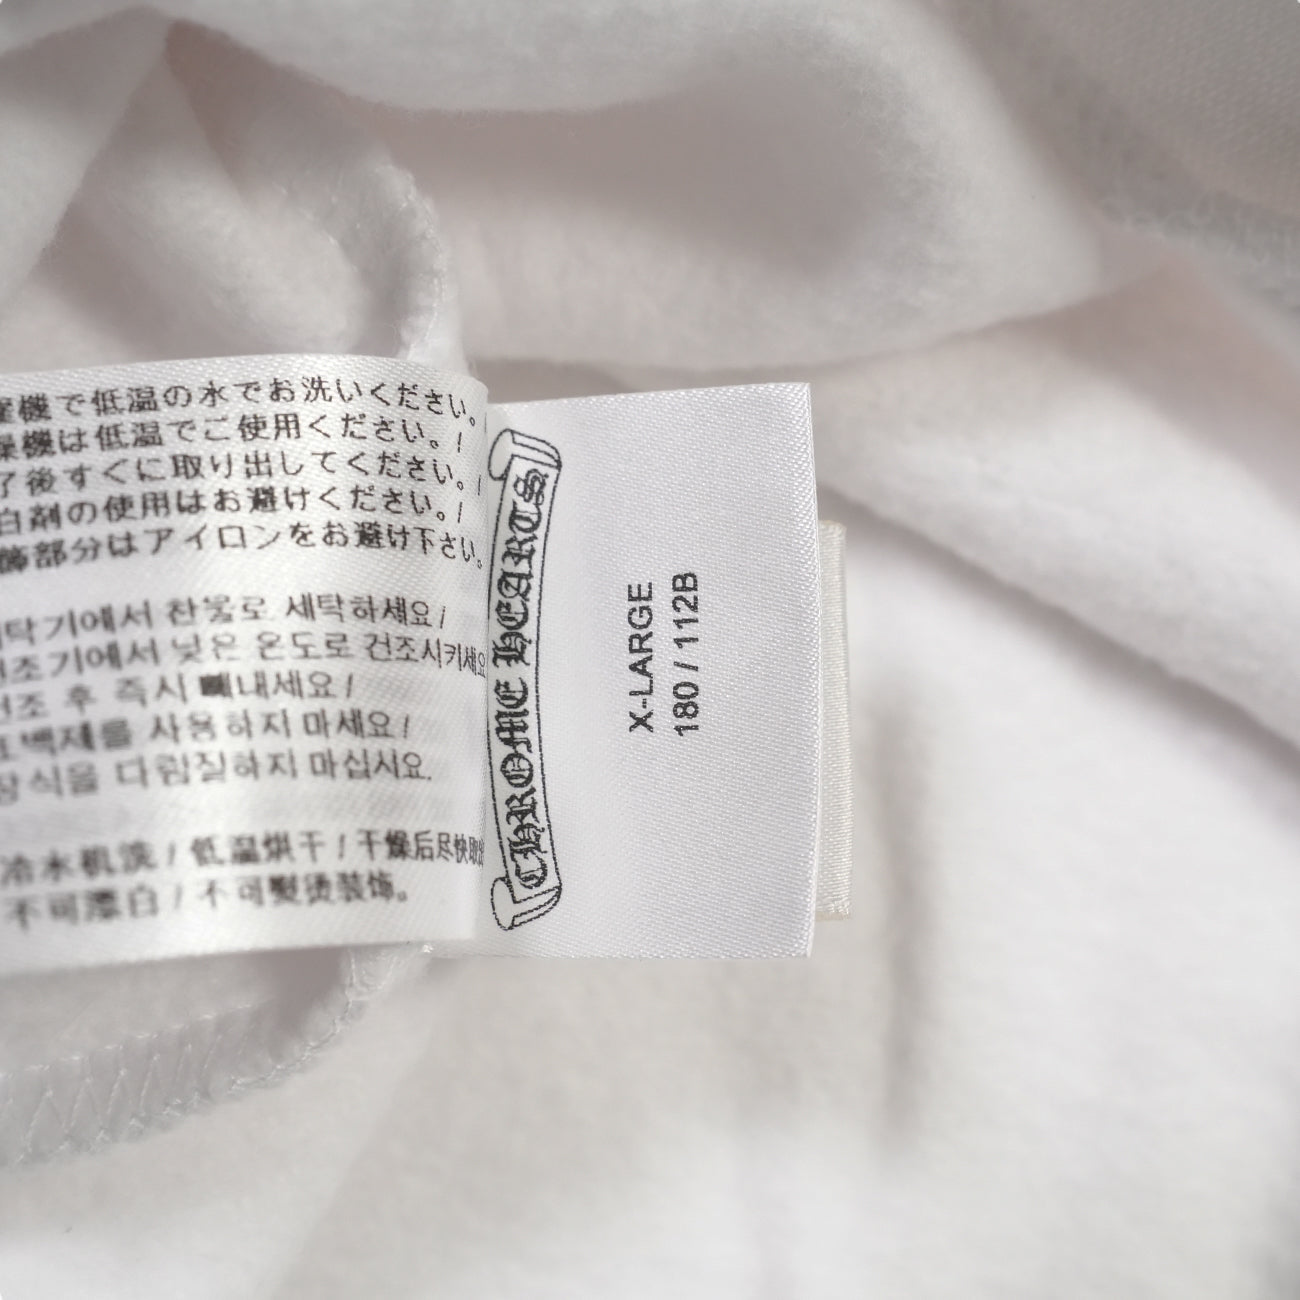 機で低温の水でお洗いください。
燥機は低温でご使用ください。/
了後すぐに取り出してください。/
白剤の使用はお避けください。/
飾部分はアイロンをお避け下さい。
세탁기에서 찬물로 세탁하세요/
건조기에서 낮은 온도로 건조시키세요
건조 후 즉시 빼내세요/
표백제를 사용하지 마세요/
장식을 다림질하지 마십시요.
冷水机洗 / 低温烘干 / 干燥后尽快取
不可漂白 / 不可熨烫装饰。
CHROME HEARTS
X-LARGE
180 / 112B